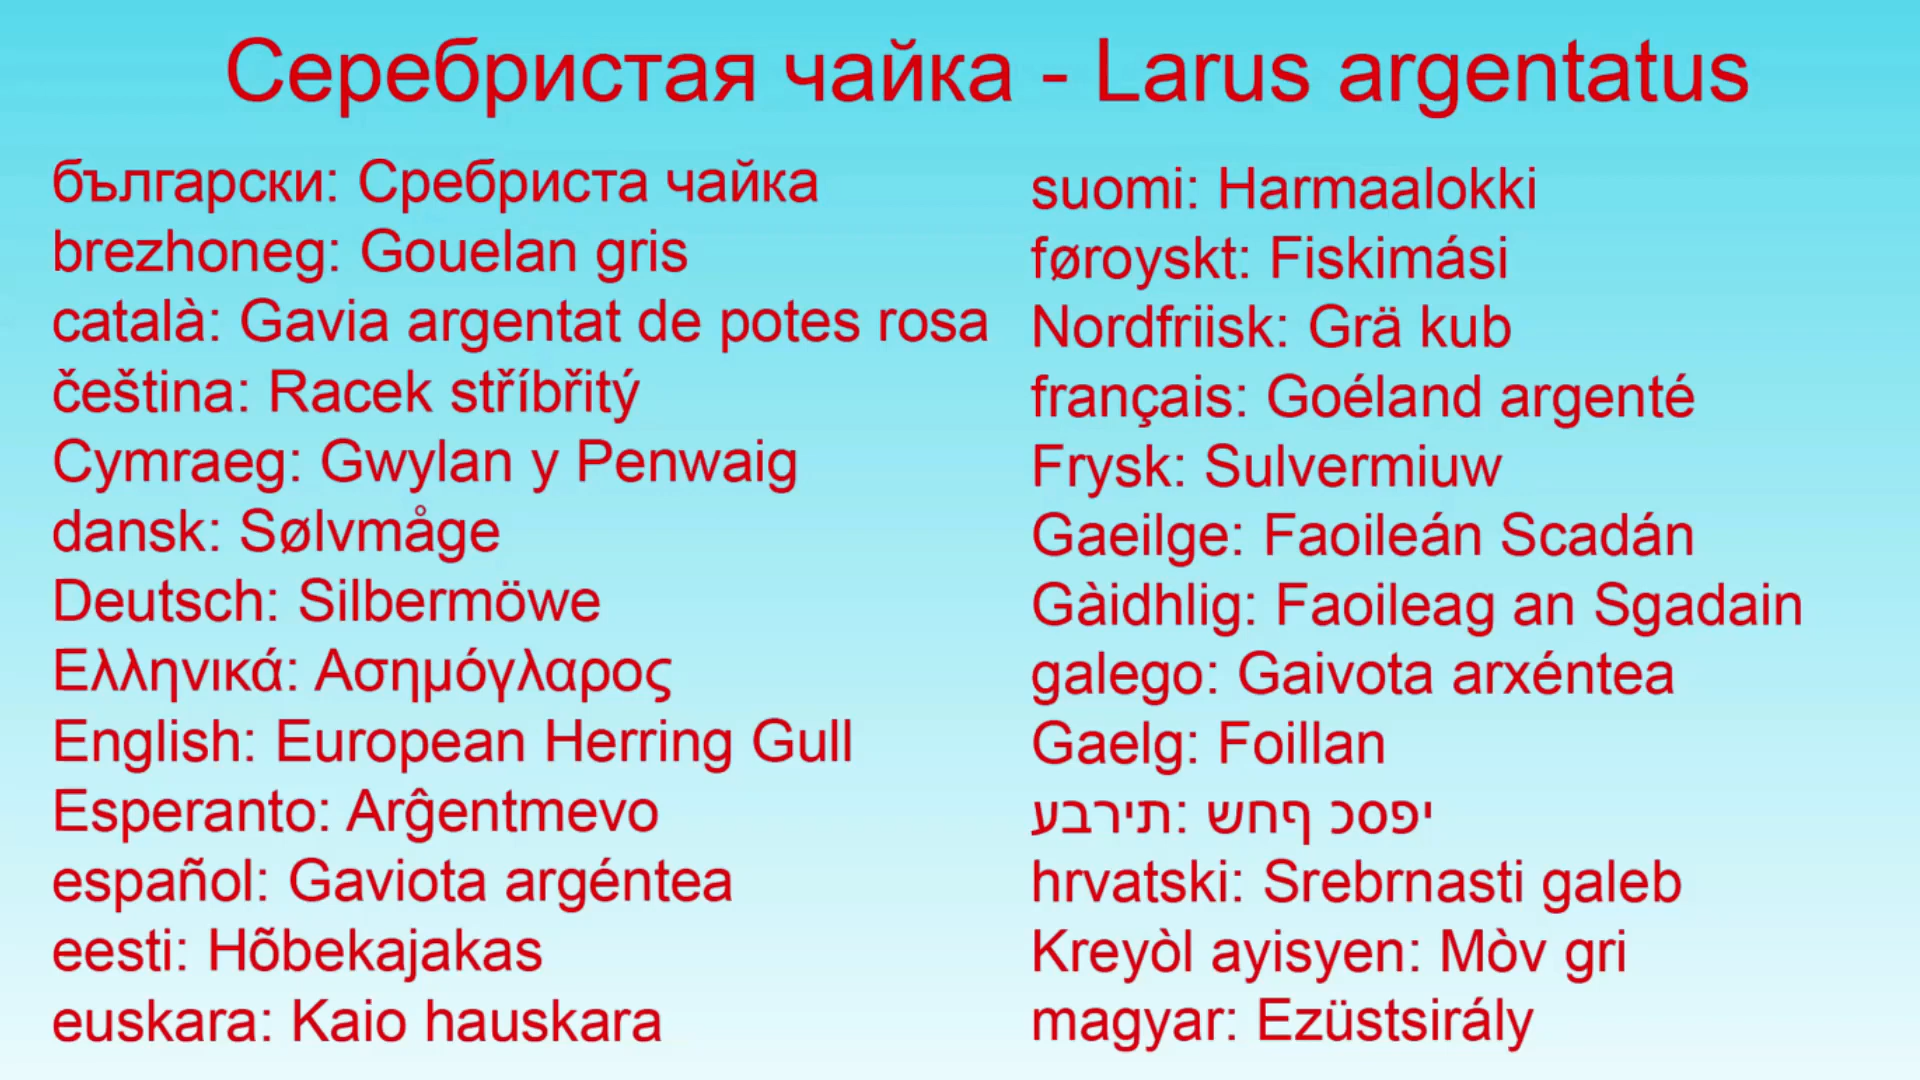 Серебристая чайка - Larus argentatus
български: Сребриста чайка
brezhoneg: Gouelan gris
català: Gavia argentat de potes rosa
čeština: Racek stříbřitý
Cymraeg: Gwylan y Penwaig
dansk: Sølvmåge
Deutsch: Silbermöwe
Ελληνικά: Ασημόγλαρος
English: European Herring Gull
Esperanto: Arĝentmevo
español: Gaviota argéntea
eesti: Hõbekajakas
euskara: Kaio hauskara
suomi: Harmaalokki
føroyskt: Fiskimási
Nordfriisk: Grä kub
français: Goéland argenté
Frysk: Sulvermiuw
Gaeilge: Faoileán Scadán
Gàidhlig: Faoileag an Sgadain
galego: Gaivota arxéntea
Gaelg: Foillan
עברית: שחף כספי
hrvatski: Srebrnasti galeb
Kreyòl ayisyen: Mòv gri
magyar: Ezüstsirály